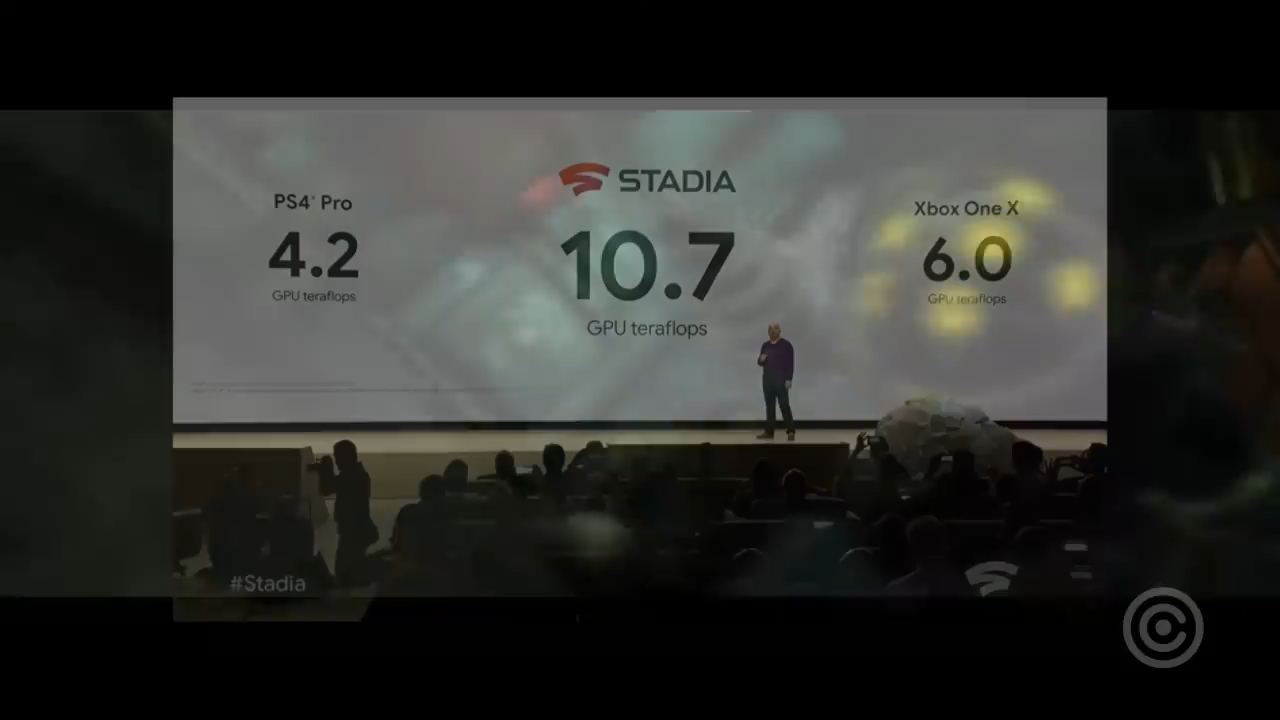 STADIA
PS4® Pro
4.2
GPU teraflops
10.7
GPU teraflops
Xbox One X
6.0
GPU teraflops
#Stadia